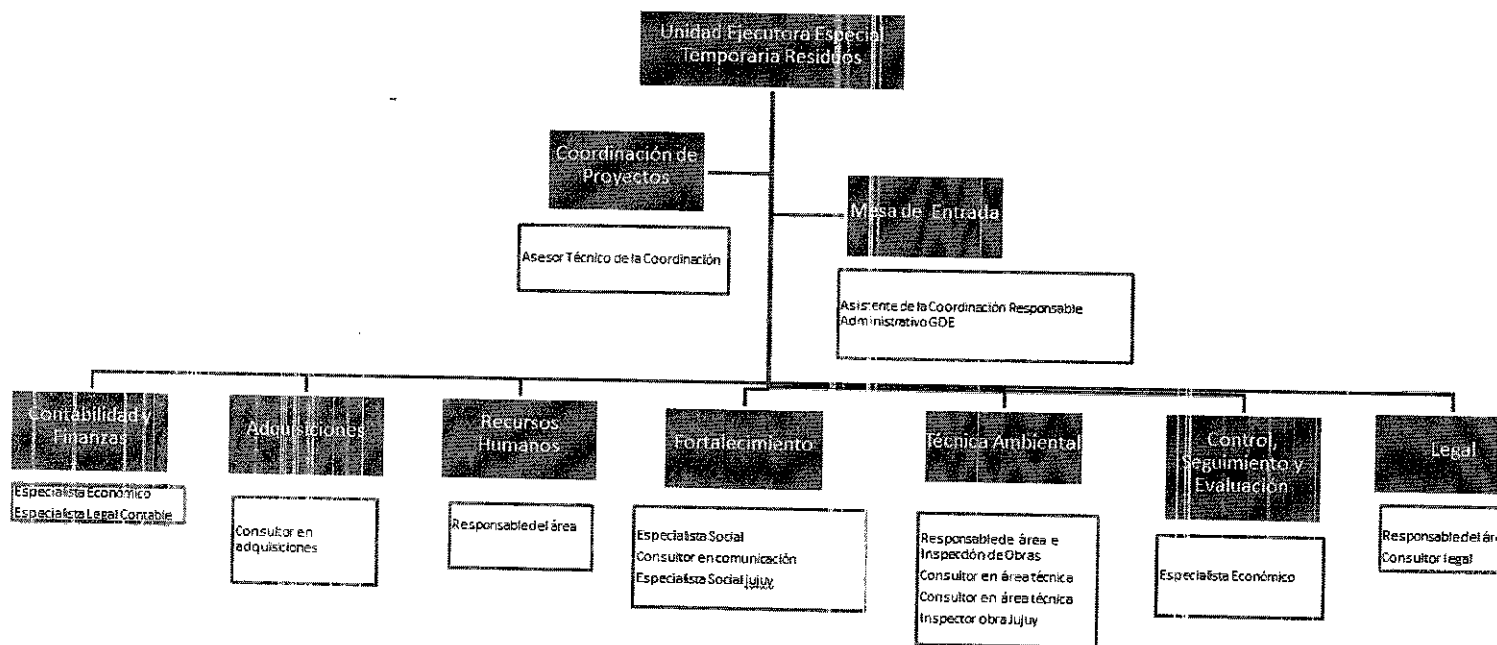 Unidad Ejecutora Especial
Temporaria Residuos
Coordinación de
Proyectos
Asesor Técnico de la Coordinación
Mesa de Entrada
Asistente de la Coordinación Responsable
Administrativo GDE
Contabilidad y
Finanzas
Especialista Económico
Especialista Legal Contable
Adquisiciones
Consultor en
adquisiciones
Recursos
Humanos
Responsable del área
Fortalecimiento
Especialista Social
Consultor en comunicación
Especialista Social jujuy
Técnica Ambiental
Responsable de área e
Inspección de Obras
Consultor en área técnica
Consultor en área técnica
Inspector obra Jujuy
Control,
Seguimiento y
Evaluación
Especialista Económico
Legal
Responsable del ár
Consultor legal